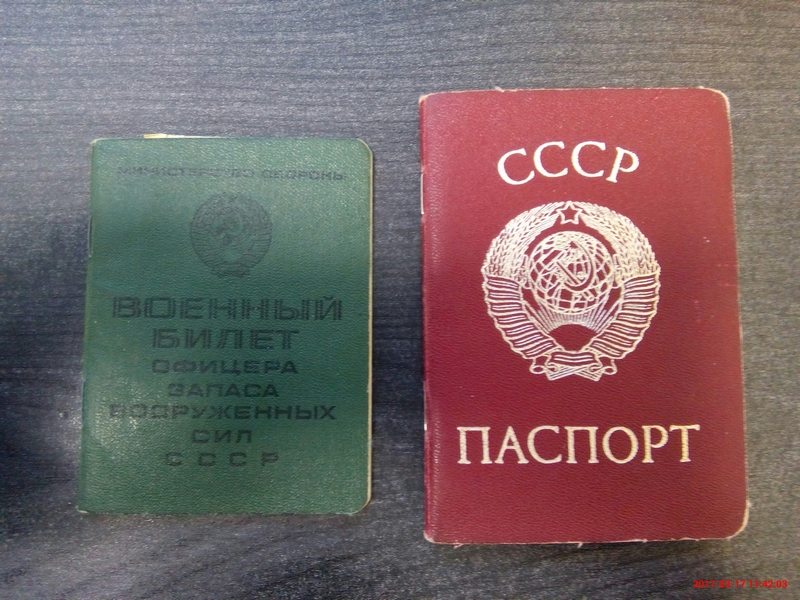 МИНИСТЕРСТВО ОБОРОНЫ
ВОЕННЫЙ
БИЛЕТ
ОФИЦЕРА
ЗАПАСА
ВООРУЖЕННЫХ
СИЛ
СССР
СССР
ПАСПОРТ